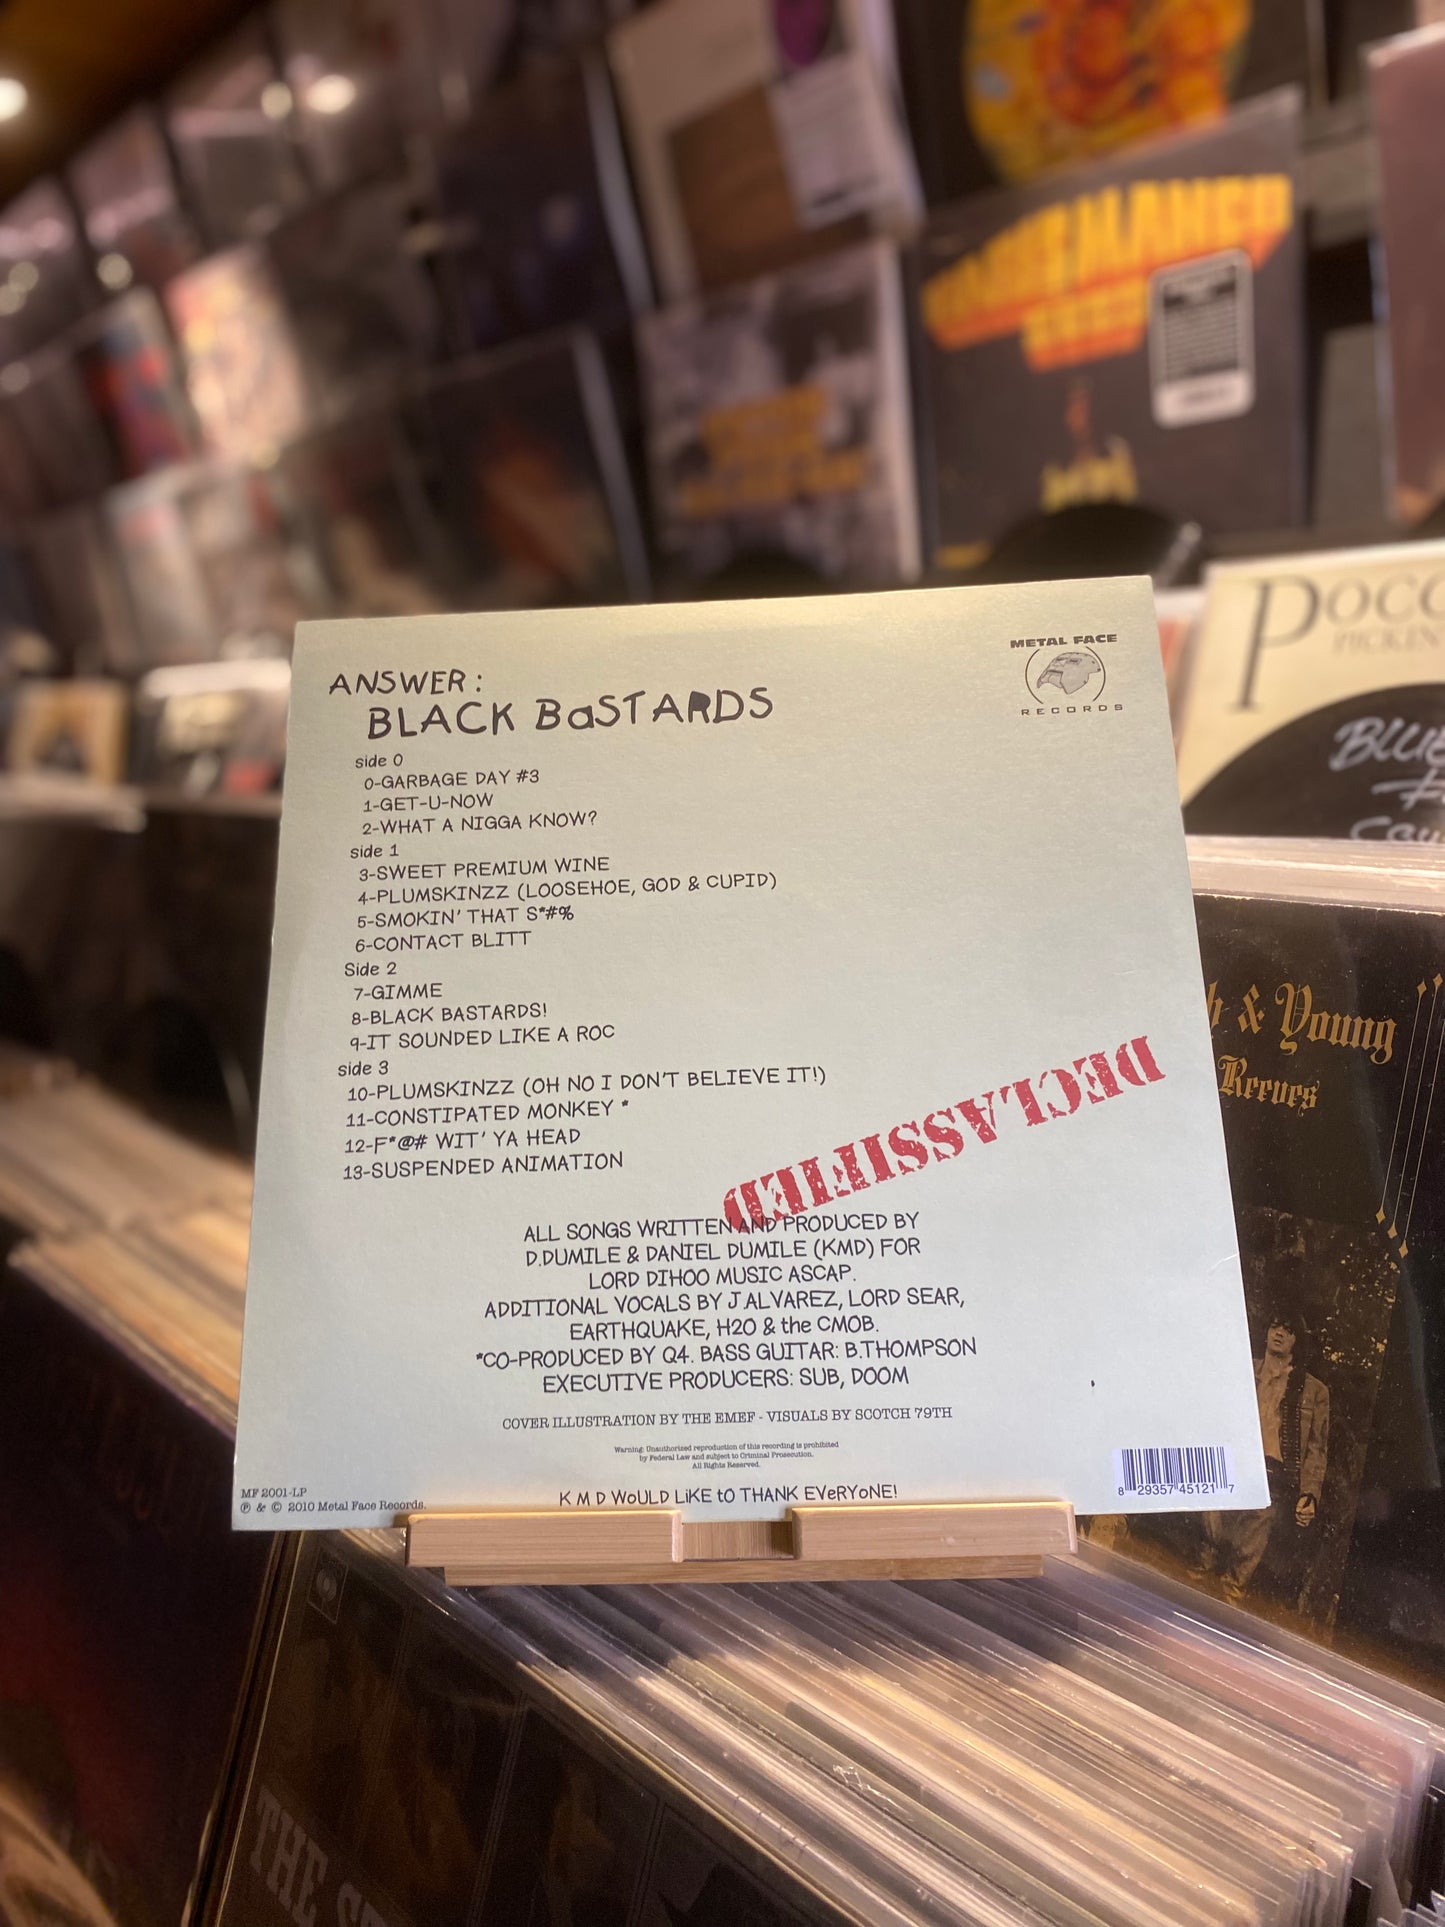 METAL FACE
RECORDS
ANSWER:
BLACK BaSTARDS
side 0
0-GARBAGE DAY #3
1-GET-U-NOW
2-WHAT A NIGGA KNOW?
side 1
3-SWEET PREMIUM WINE
4-PLUMSKINZZ (LOOSEHOE, GOD & CUPID)
5-SMOKIN' THAT S*#%
6-CONTACT BLITT
Side 2
7-GIMME
8-BLACK BASTARDS!
9-IT SOUNDED LIKE A ROC
side 3
10-PLUMSKINZZ (OH NO I DON'T BELIEVE IT!)
11-CONSTIPATED MONKEY *
12-F*@# WIT' YA HEAD
13-SUSPENDED ANIMATION
DECLASSIFIED
ALL SONGS WRITTEN AND PRODUCED BY
D.DUMILE & DANIEL DUMILE (KMD) FOR
LORD DIHOO MUSIC ASCAP.
ADDITIONAL VOCALS BY J.ALVAREZ, LORD SEAR,
EARTHQUAKE, H2O & the CMOB.
*CO-PRODUCED BY Q4. BASS GUITAR: B.THOMPSON
EXECUTIVE PRODUCERS: SUB, DOOM
COVER ILLUSTRATION BY THE EMEF - VISUALS BY SCOTCH 79TH
Warning: Unauthorized reproduction of this recording is prohibited
by Federal Law and subject to Criminal Prosecution.
All Rights Reserved.
K M D WoULD LiKE tO THANK EVeRYoNE!
MF 2001-LP
℗ & © 2010 Metal Face Records.
8 29357 45121 7
POCO
PICKIN
& Young
Reeves
THE